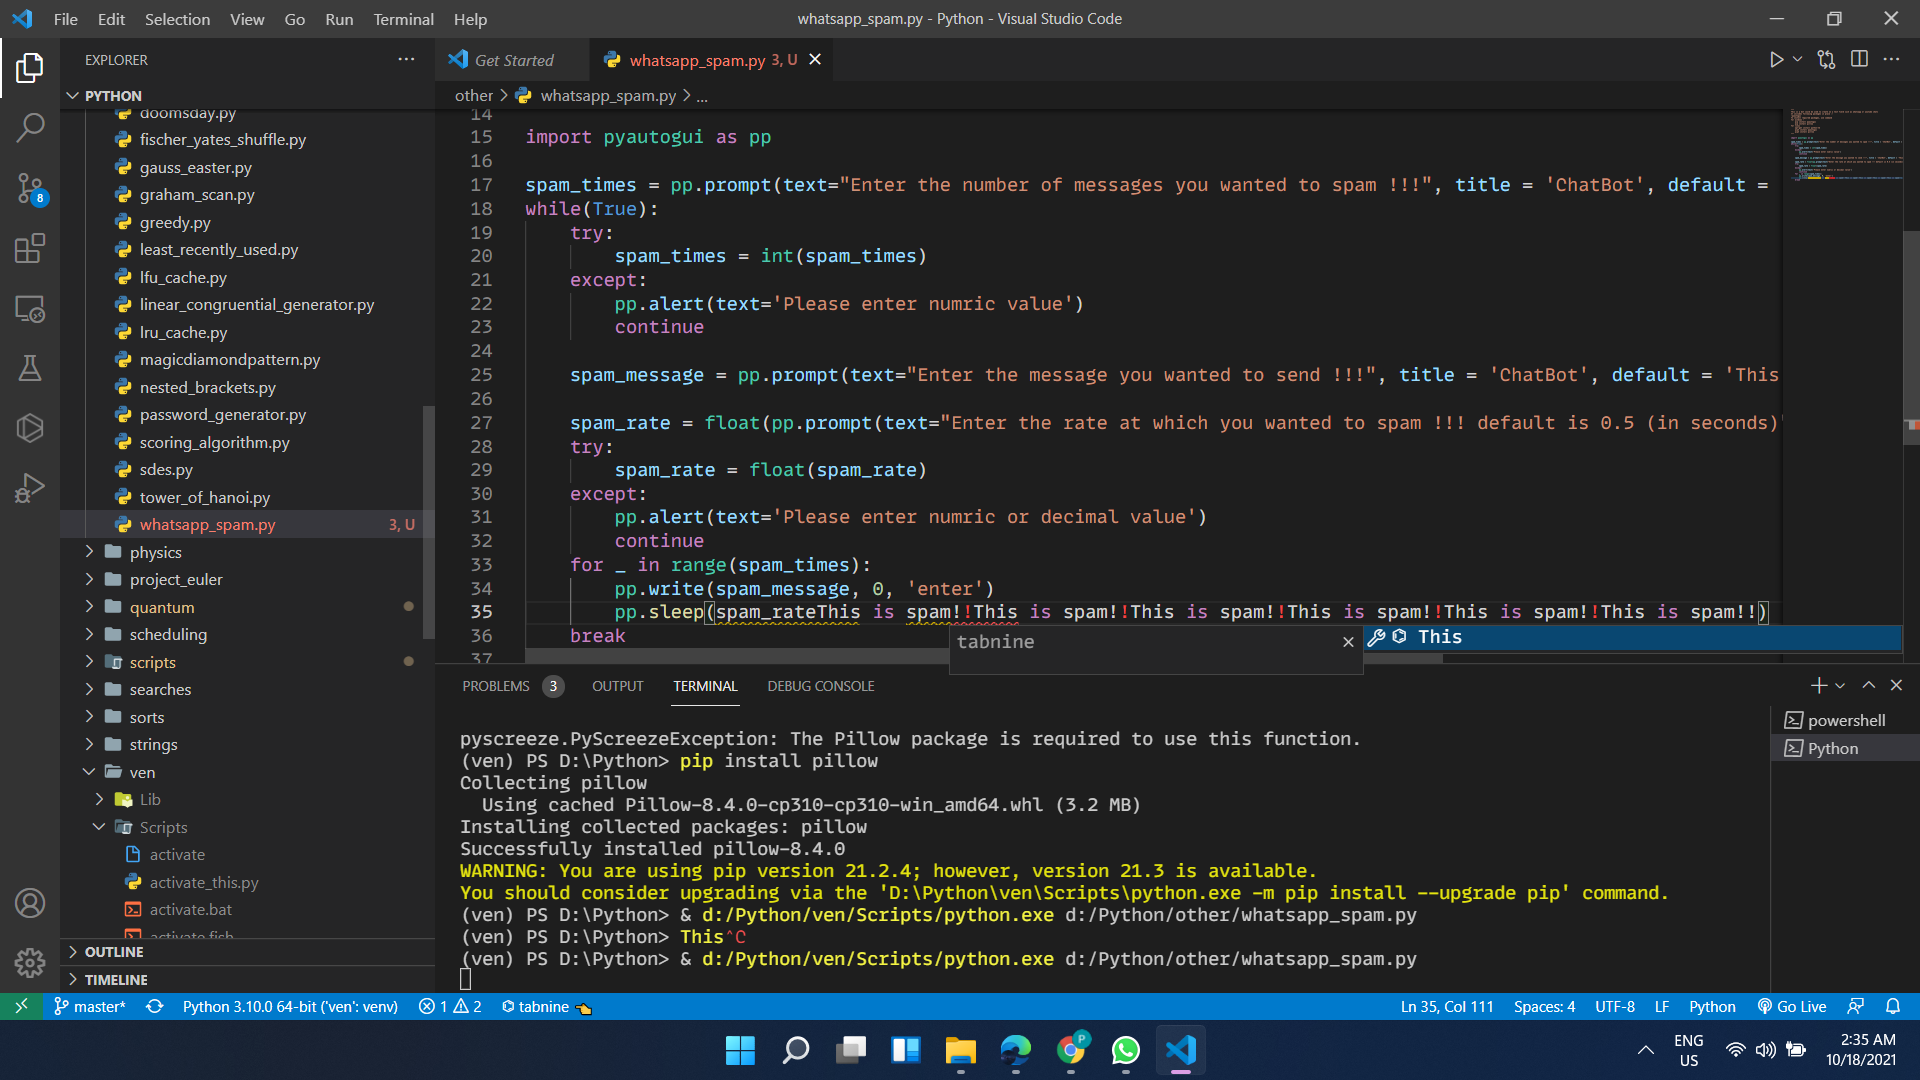 File Edit Selection View Go Run Terminal Help
whatsapp_spam.py - Python - Visual Studio Code
EXPLORER
Get Started
whatsapp_spam.py 3, U
PYTHON
other > whatsapp_spam.py > ...
doomsday.py
fischer_yates_shuffle.py
gauss_easter.py
graham_scan.py
greedy.py
least_recently_used.py
lfu_cache.py
linear_congruential_generator.py
lru_cache.py
magicdiamondpattern.py
nested_brackets.py
password_generator.py
scoring_algorithm.py
sdes.py
tower_of_hanoi.py
whatsapp_spam.py 3, U
physics
project_euler
quantum
scheduling
scripts
searches
sorts
strings
ven
Lib
Scripts
activate
activate_this.py
activate.bat
activate.fish
OUTLINE
TIMELINE
8
14
15 import pyautogui as pp
16
17 spam_times = pp.prompt(text="Enter the number of messages you wanted to spam !!!", title = 'ChatBot', default =
18 while(True):
19 try:
20 spam_times = int(spam_times)
21 except:
22 pp.alert(text='Please enter numric value')
23 continue
24
25 spam_message = pp.prompt(text="Enter the message you wanted to send !!!", title = 'ChatBot', default = 'This
26
27 spam_rate = float(pp.prompt(text="Enter the rate at which you wanted to spam !!! default is 0.5 (in seconds)"
28 try:
29 spam_rate = float(spam_rate)
30 except:
31 pp.alert(text='Please enter numric or decimal value')
32 continue
33 for _ in range(spam_times):
34 pp.write(spam_message, 0, 'enter')
35 pp.sleep(spam_rateThis is spam!!This is spam!!This is spam!!This is spam!!This is spam!!This is spam!!)
36 break
37
tabnine
This
PROBLEMS 3 OUTPUT TERMINAL DEBUG CONSOLE
powershell
Python
pyscreeze.PyScreezeException: The Pillow package is required to use this function.
(ven) PS D:\Python> pip install pillow
Collecting pillow
Using cached Pillow-8.4.0-cp310-cp310-win_amd64.whl (3.2 MB)
Installing collected packages: pillow
Successfully installed pillow-8.4.0
WARNING: You are using pip version 21.2.4; however, version 21.3 is available.
You should consider upgrading via the 'D:\Python\ven\Scripts\python.exe -m pip install --upgrade pip' command.
(ven) PS D:\Python> & d:/Python/ven/Scripts/python.exe d:/Python/other/whatsapp_spam.py
(ven) PS D:\Python> This^C
(ven) PS D:\Python> & d:/Python/ven/Scripts/python.exe d:/Python/other/whatsapp_spam.py
master* Python 3.10.0 64-bit ('ven': venv) 1 2 tabnine
Ln 35, Col 111 Spaces: 4 UTF-8 LF Python Go Live
P
ENG
US
2:35 AM
10/18/2021